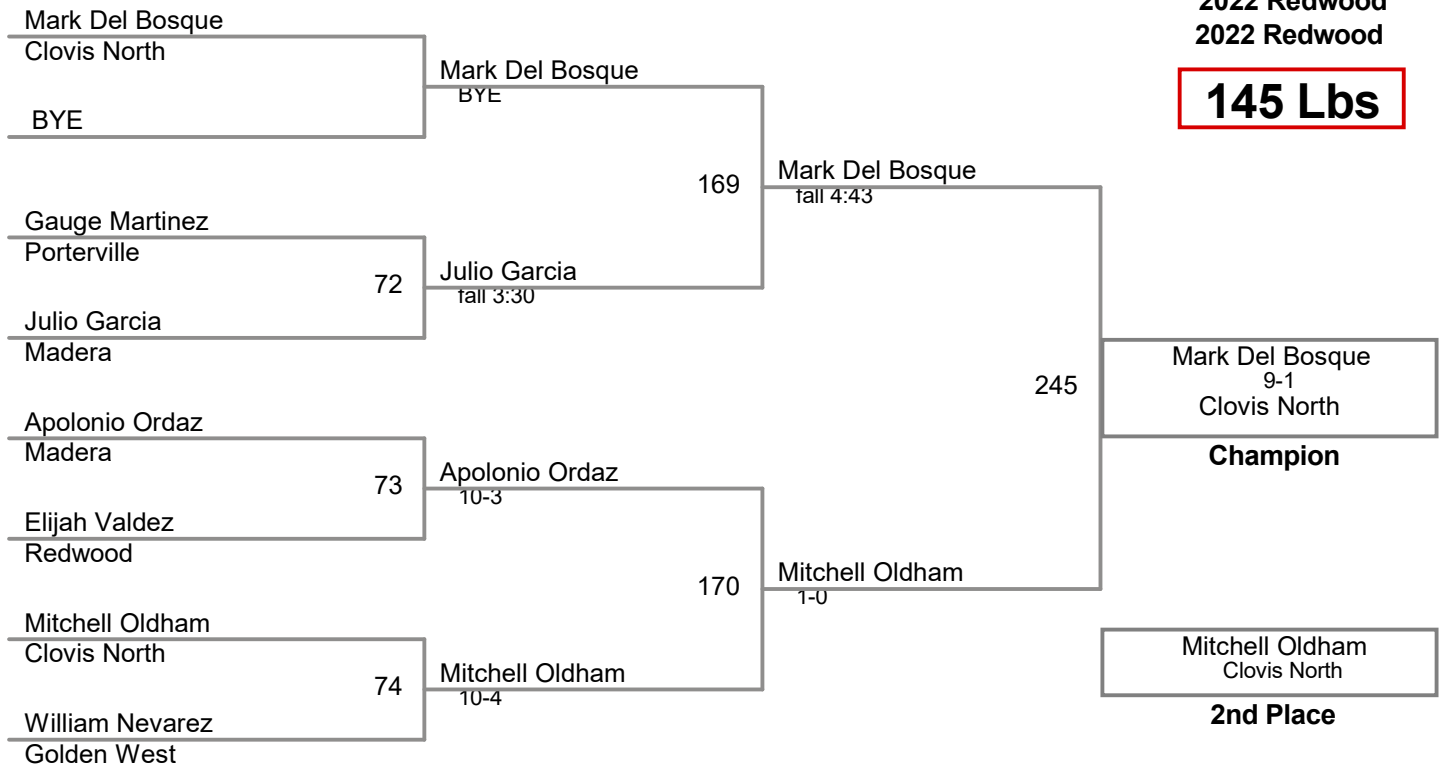 2022 Redwood
2022 Redwood
145 Lbs
Mark Del Bosque
Clovis North
BYE
Gauge Martinez
Porterville
Julio Garcia
Madera
Apolonio Ordaz
Madera
Elijah Valdez
Redwood
Mitchell Oldham
Clovis North
William Nevarez
Golden West
72
73
74
Mark Del Bosque
BYE
Julio Garcia
fall 3:30
Apolonio Ordaz
10-3
Mitchell Oldham
10-4
169
170
Mark Del Bosque
fall 4:43
Mitchell Oldham
1-0
245
Mark Del Bosque
9-1
Clovis North
Champion
Mitchell Oldham
Clovis North
2nd Place